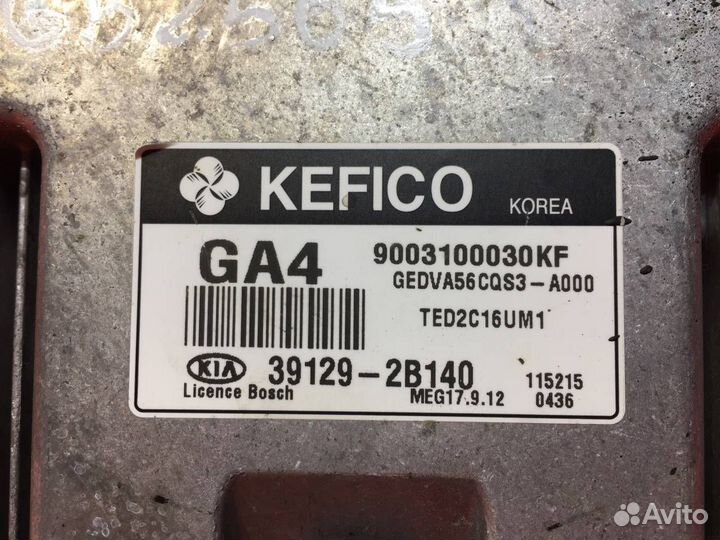 KEFICO KOREA
GA4 9003100030KF
GEDVA56CQS3-A000
TED2C16UM1
KIA 39129-2B140 115215
Licence Bosch MEG17.9.12 0436
Avito